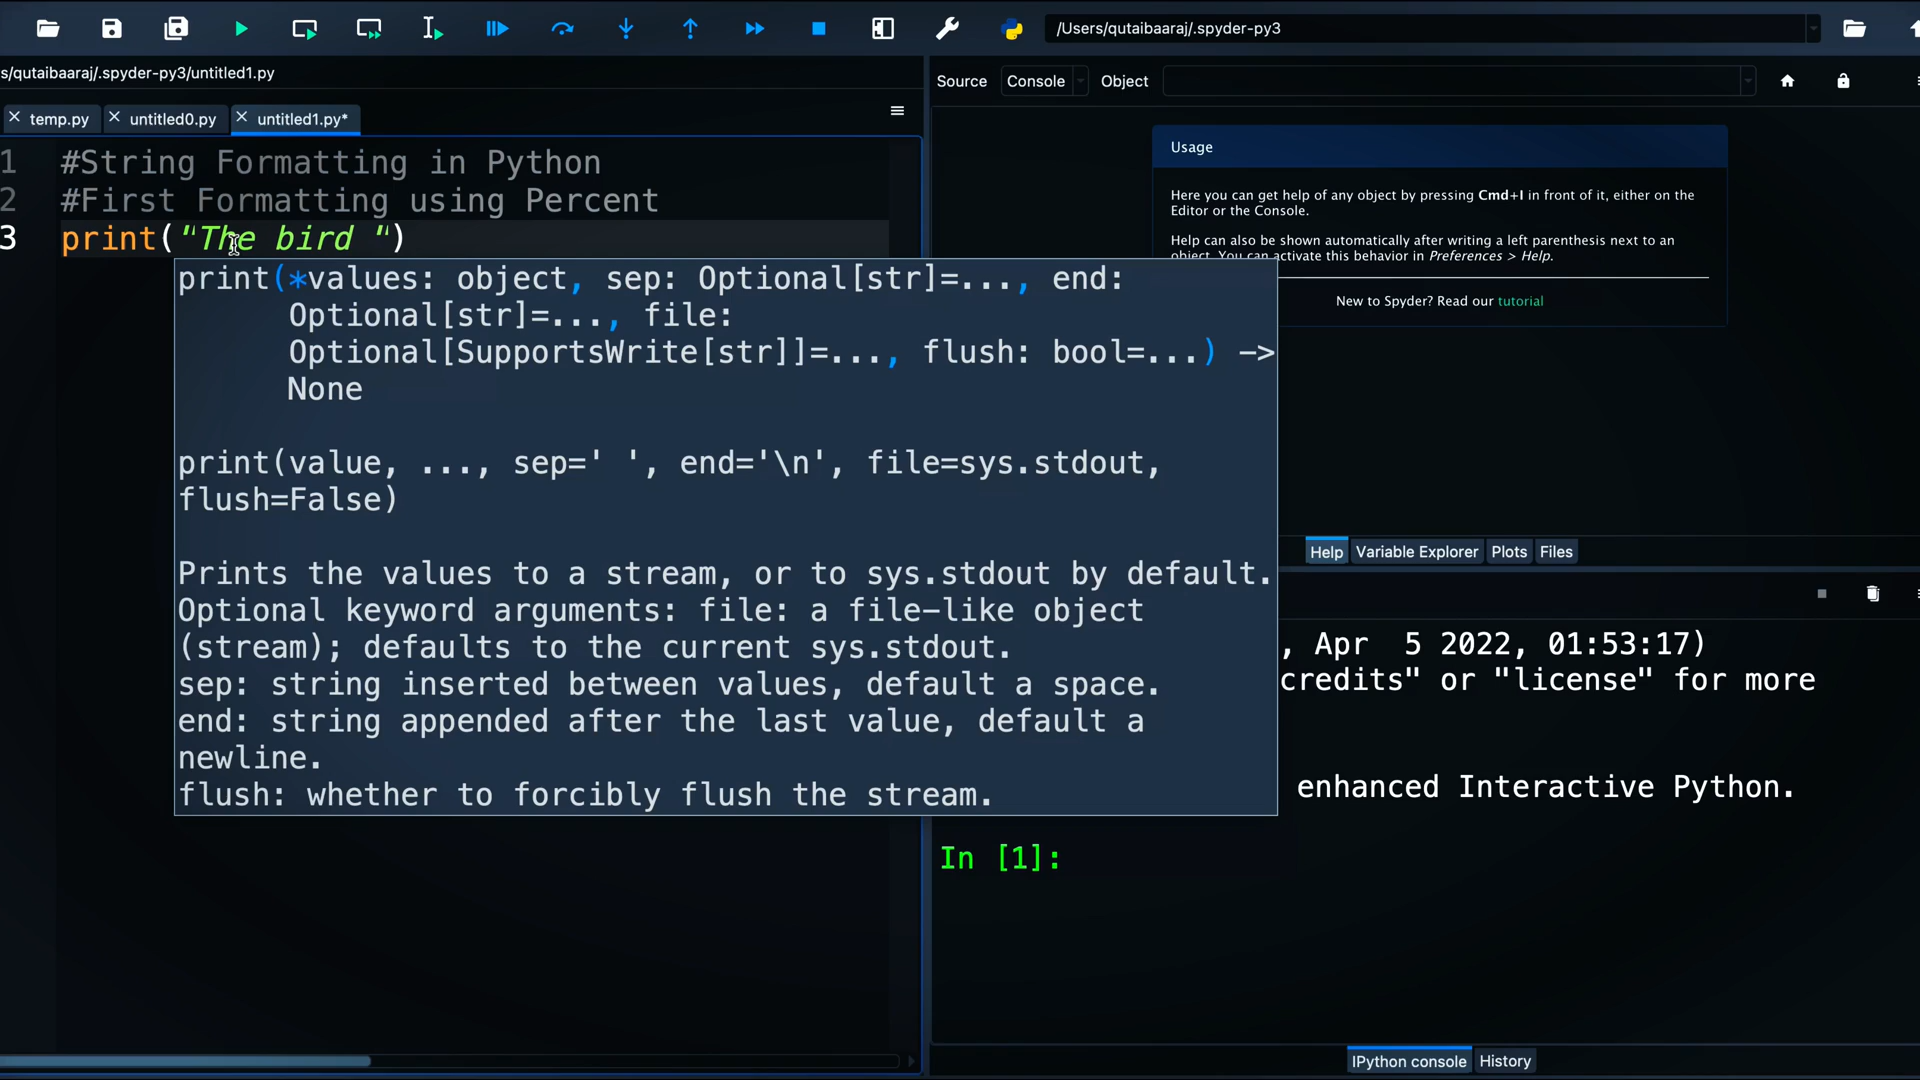 /Users/qutaibaaraj/.spyder-py3
s/qutaibaaraj/.spyder-py3/untitled1.py
Source Console Object
temp.py untitled0.py untitled1.py*
1 #String Formatting in Python
2 #First Formatting using Percent
3 print("The bird ")
print(*values: object, sep: Optional[str]=..., end:
Optional[str]=..., file:
Optional[SupportsWrite[str]]=..., flush: bool=...) ->
None
print(value, ..., sep=' ', end='\n', file=sys.stdout,
flush=False)
Prints the values to a stream, or to sys.stdout by default.
Optional keyword arguments: file: a file-like object
(stream); defaults to the current sys.stdout.
sep: string inserted between values, default a space.
end: string appended after the last value, default a
newline.
flush: whether to forcibly flush the stream.
Usage
Here you can get help of any object by pressing Cmd+I in front of it, either on the
Editor or the Console.
Help can also be shown automatically after writing a left parenthesis next to an
object. You can activate this behavior in Preferences > Help.
New to Spyder? Read our tutorial
Help Variable Explorer Plots Files
, Apr  5 2022, 01:53:17)
credits" or "license" for more
enhanced Interactive Python.
In [1]:
IPython console History